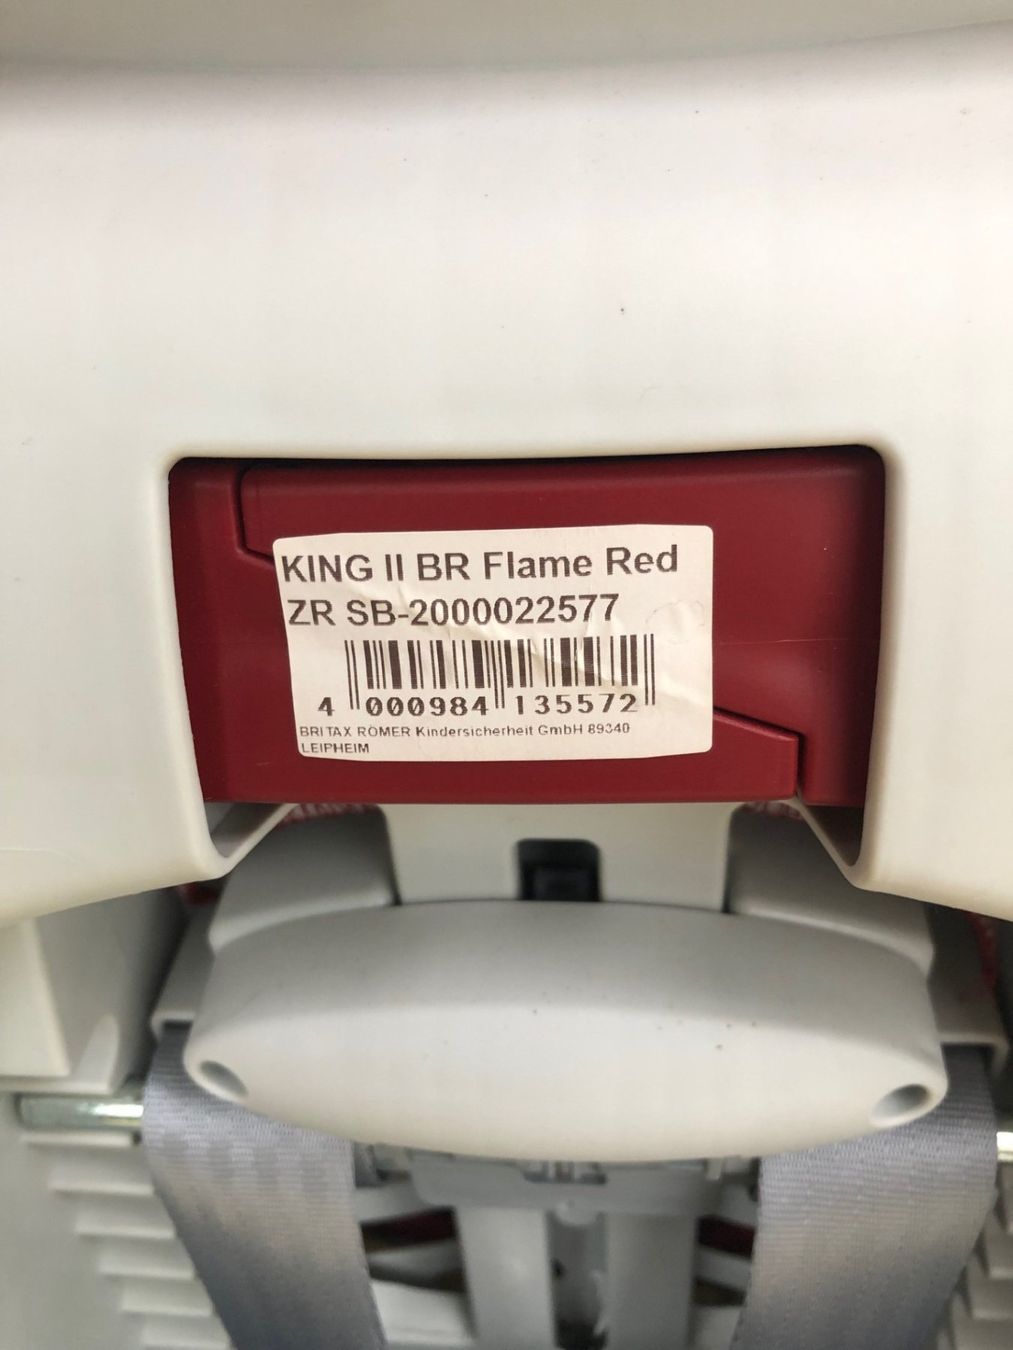 KING II BR Flame Red
ZR SB-2000022577
4 000984 135572
BRITAX RÖMER Kindersicherheit GmbH 89340
LEIPHEIM